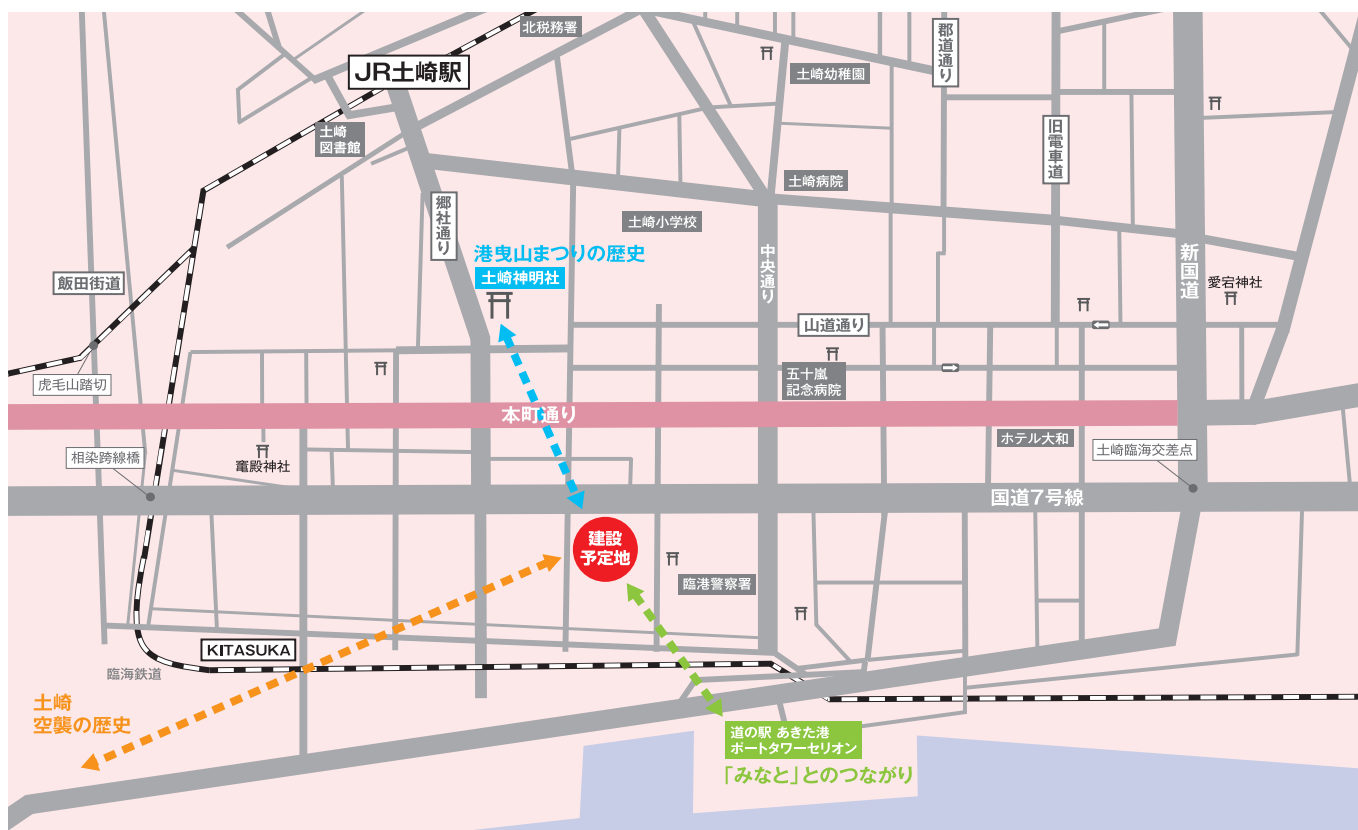 北税務署
JR土崎駅
土崎
図書館
土崎幼稚園
郡道通り
旧電車道
土崎病院
郷社通り
土崎小学校
港曳山まつりの歴史
土崎神明社
中央通り
新国道
飯田街道
愛宕神社
山道通り
虎毛山踏切
五十嵐
記念病院
本町通り
ホテル大和
相染跨線橋
竃殿神社
土崎臨海交差点
国道7号線
建設
予定地
臨港警察署
KITASUKA
臨海鉄道
土崎
空襲の歴史
道の駅 あきた港
ポートタワーセリオン
「みなと」とのつながり